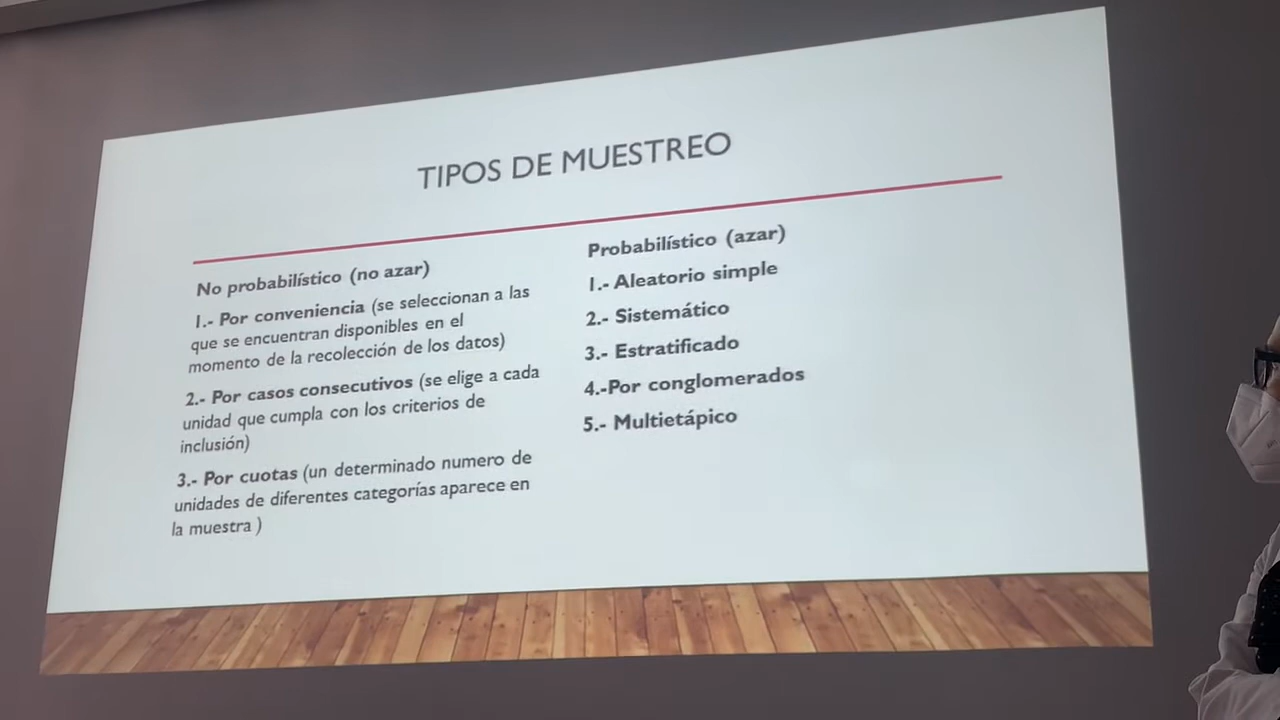 TIPOS DE MUESTREO
No probabilístico (no azar)
1.- Por conveniencia (se seleccionan a las
que se encuentran disponibles en el
momento de la recolección de los datos)
2.- Por casos consecutivos (se elige a cada
unidad que cumpla con los criterios de
inclusión)
3.- Por cuotas (un determinado numero de
unidades de diferentes categorías aparece en
la muestra )
Probabilístico (azar)
1.- Aleatorio simple
2.- Sistemático
3.- Estratificado
4.-Por conglomerados
5.- Multietápico